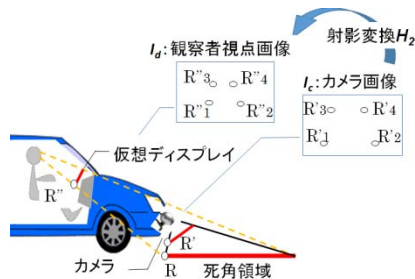 射影変換H₂
I_d:観察者視点画像
R"3 R"4
R"1 R"2
I_c:カメラ画像
R'3 R'4
R'1 R'2
仮想ディスプレイ
R"
カメラ
R'
R 死角領域